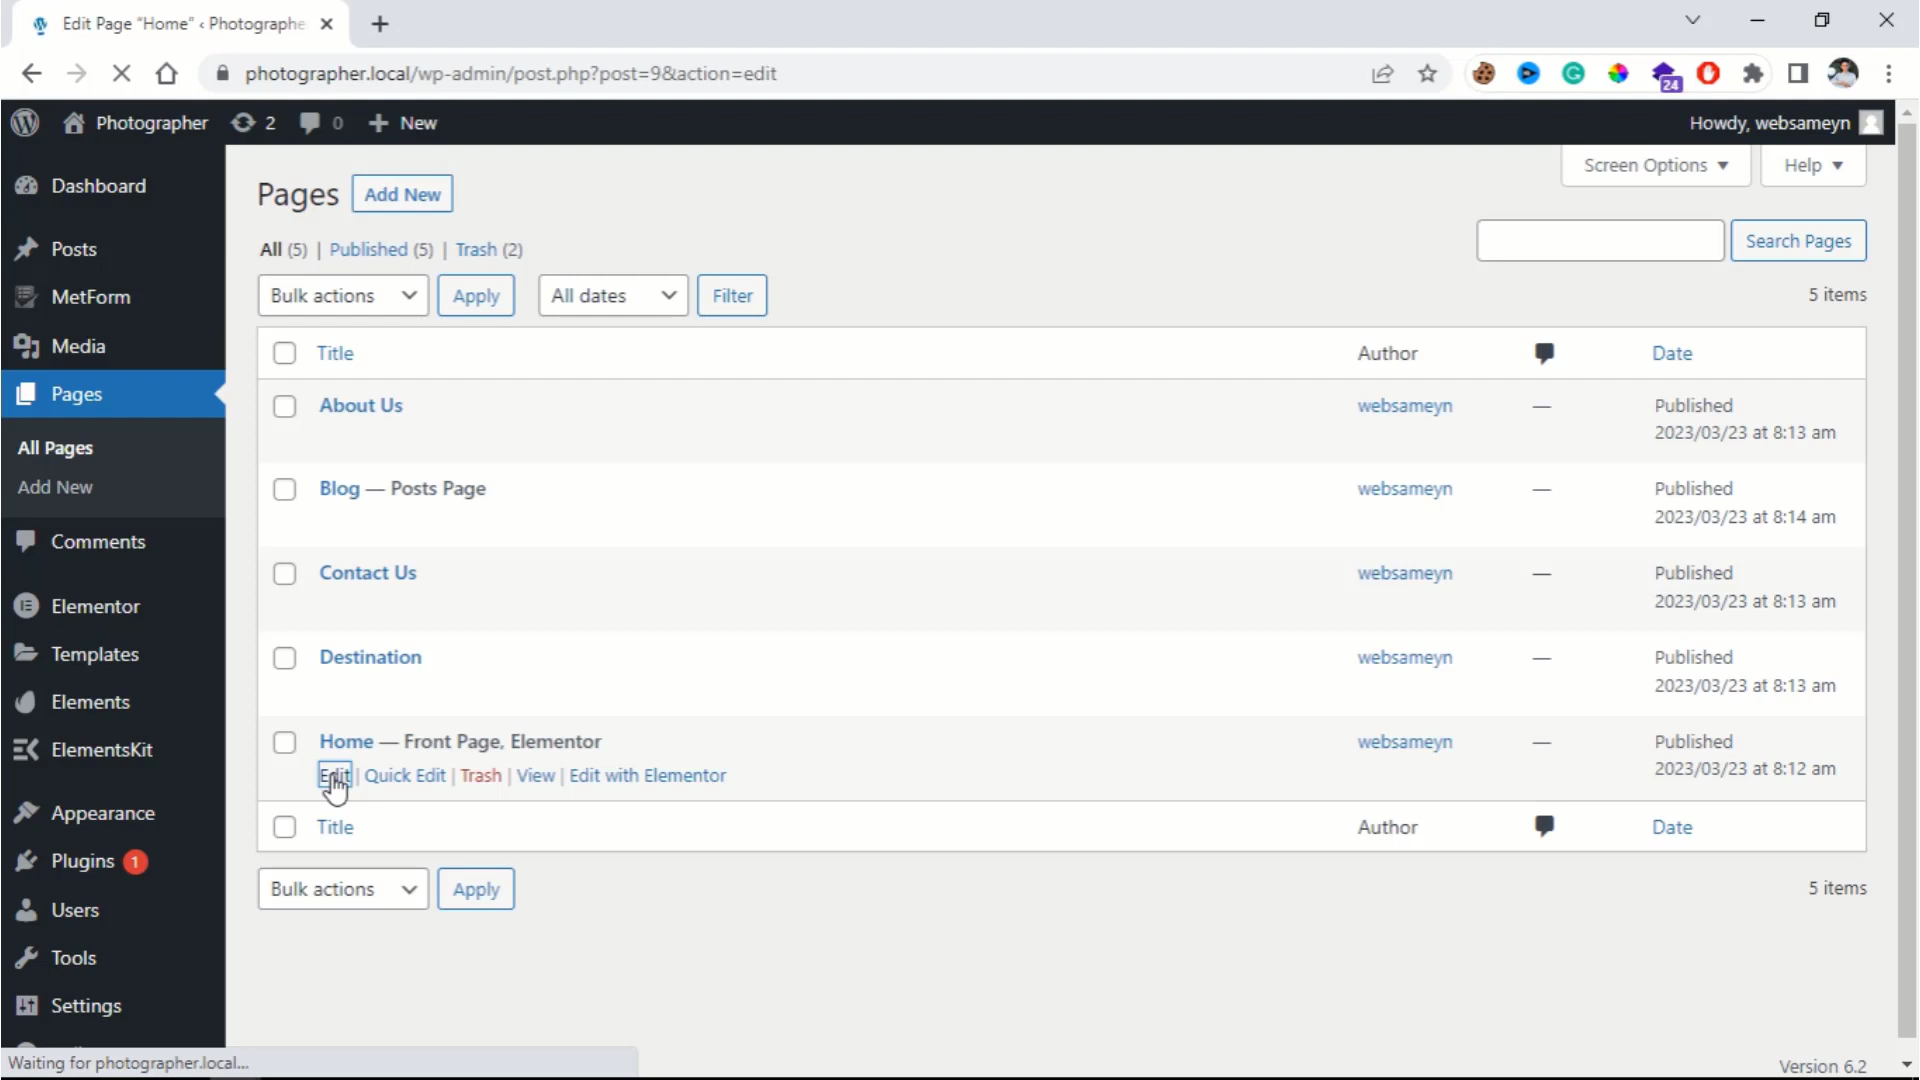 Edit Page "Home" ‹ Photographe
photographer.local/wp-admin/post.php?post=9&action=edit
24
Photographer 2 0 New
Howdy, websameyn
Dashboard
Posts
MetForm
Media
Pages
All Pages
Add New
Comments
Elementor
Templates
Elements
ElementsKit
Appearance
Plugins 1
Users
Tools
Settings
Screen Options
Help
Pages Add New
All (5) | Published (5) | Trash (2)
Search Pages
Bulk actions Apply All dates Filter
5 items
Title Author Date
About Us websameyn — Published
2023/03/23 at 8:13 am
Blog — Posts Page websameyn — Published
2023/03/23 at 8:14 am
Contact Us websameyn — Published
2023/03/23 at 8:13 am
Destination websameyn — Published
2023/03/23 at 8:13 am
Home — Front Page, Elementor websameyn — Published
Edit | Quick Edit | Trash | View | Edit with Elementor 2023/03/23 at 8:12 am
Title Author Date
Bulk actions Apply
5 items
Waiting for photographer.local...
Version 6.2